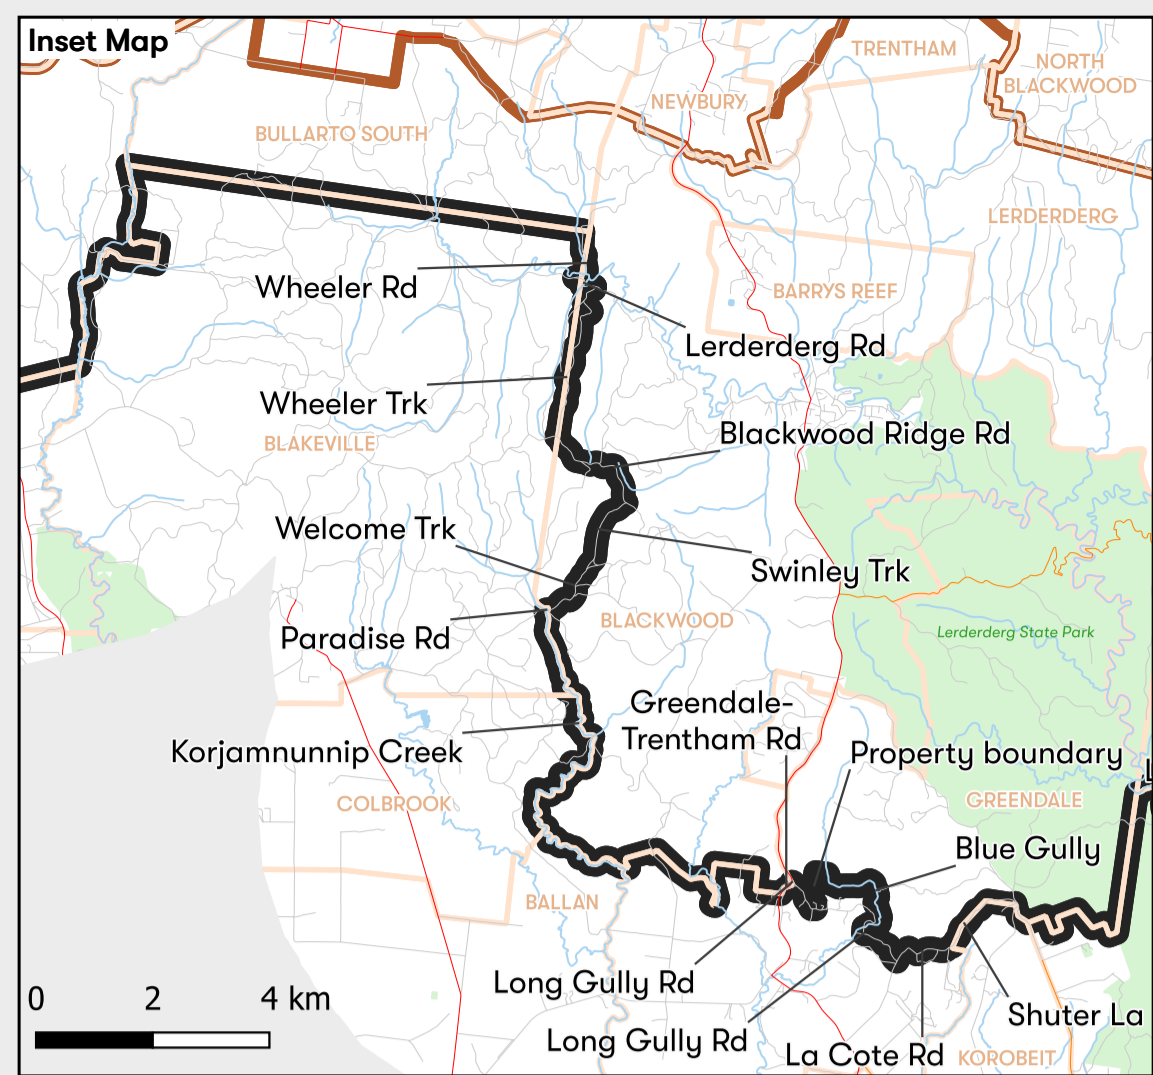 Inset Map
TRENTHAM
NORTH
BLACKWOOD
NEWBURY
BULLARTO SOUTH
LERDERDERG
Wheeler Rd
BARRYS REEF
Lerderderg Rd
Wheeler Trk
BLAKEVILLE
Blackwood Ridge Rd
Welcome Trk
Swinley Trk
BLACKWOOD
Lerderderg State Park
Paradise Rd
Greendale-
Trentham Rd
Korjamnunnip Creek
Property boundary
COLBROOK
GREENDALE
Blue Gully
BALLAN
Long Gully Rd
0 2 4 km
Shuter La
Long Gully Rd
La Cote Rd
KOROBEIT